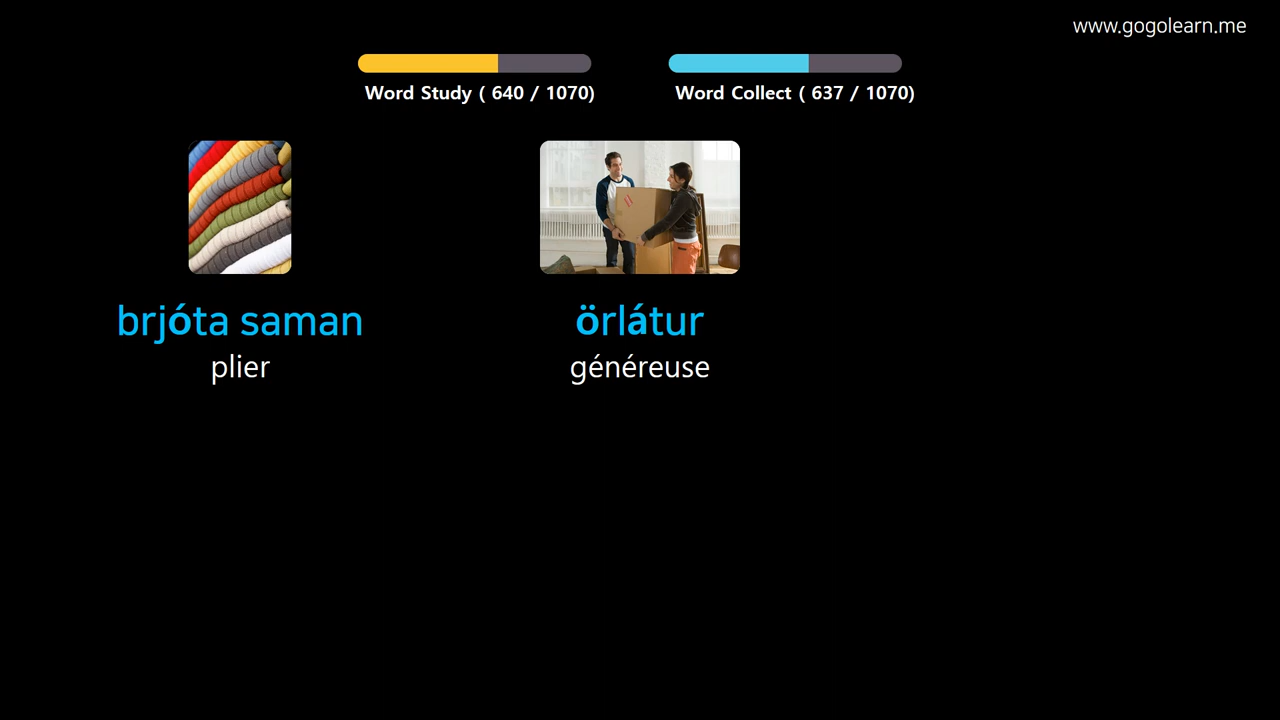 www.gogolearn.me
Word Study ( 640 / 1070)
Word Collect ( 637 / 1070)
brjóta saman
plier
örlátur
généreuse